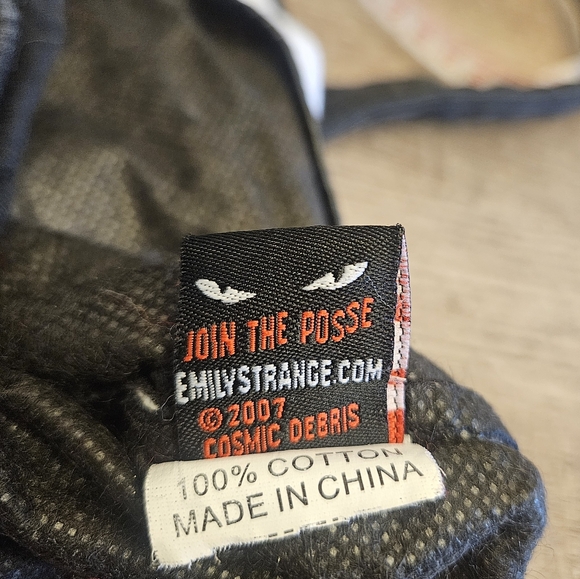 JOIN THE POSSE
EMILYSTRANGE.COM
© 2007
COSMIC DEBRIS
100% COTTON
MADE IN CHINA